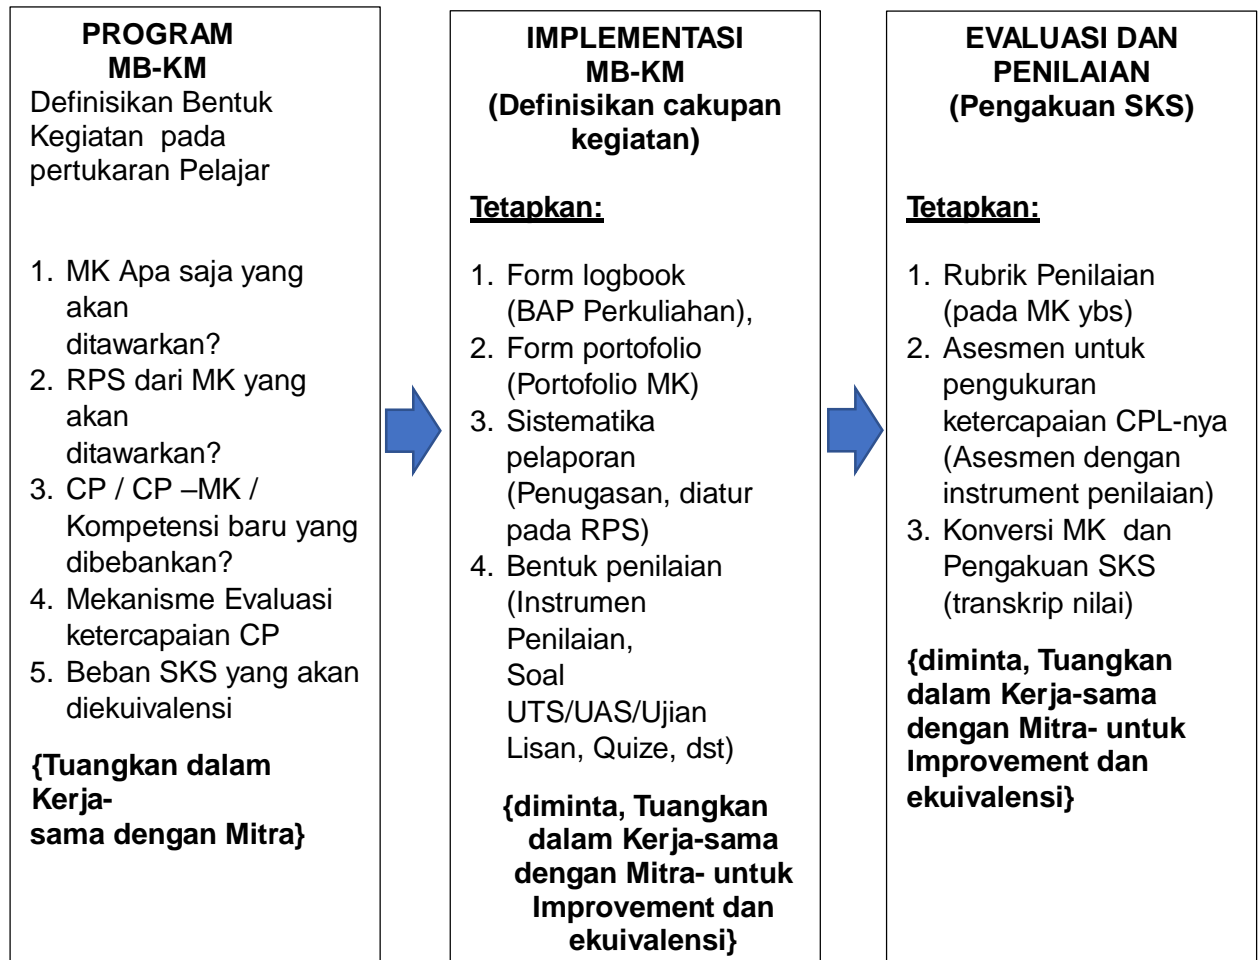 PROGRAM
MB-KM
Definisikan Bentuk
Kegiatan pada
pertukaran Pelajar
1. MK Apa saja yang
akan
ditawarkan?
2. RPS dari MK yang
akan
ditawarkan?
3. CP / CP –MK /
Kompetensi baru yang
dibebankan?
4. Mekanisme Evaluasi
ketercapaian CP
5. Beban SKS yang akan
diekuivalensi
{Tuangkan dalam
Kerja-
sama dengan Mitra}
IMPLEMENTASI
MB-KM
(Definisikan cakupan
kegiatan)
Tetapkan:
1. Form logbook
(BAP Perkuliahan),
2. Form portofolio
(Portofolio MK)
3. Sistematika
pelaporan
(Penugasan, diatur
pada RPS)
4. Bentuk penilaian
(Instrumen
Penilaian,
Soal
UTS/UAS/Ujian
Lisan, Quize, dst)
{diminta, Tuangkan
dalam Kerja-sama
dengan Mitra- untuk
Improvement dan
ekuivalensi}
EVALUASI DAN
PENILAIAN
(Pengakuan SKS)
Tetapkan:
1. Rubrik Penilaian
(pada MK ybs)
2. Asesmen untuk
pengukuran
ketercapaian CPL-nya
(Asesmen dengan
instrument penilaian)
3. Konversi MK dan
Pengakuan SKS
(transkrip nilai)
{diminta, Tuangkan
dalam Kerja-sama
dengan Mitra- untuk
Improvement dan
ekuivalensi}